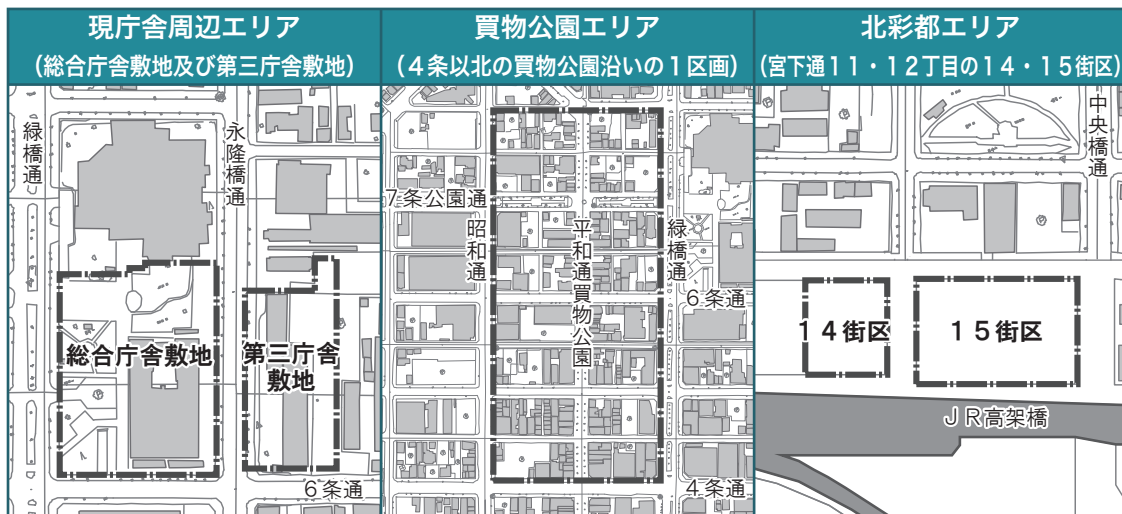 現庁舎周辺エリア
(総合庁舎敷地及び第三庁舎敷地)
緑橋通
永隆橋通
総合庁舎敷地
第三庁舎
敷地
6条通
買物公園エリア
(4条以北の買物公園沿いの1区画)
7条公園通
昭和通
平和通買物公園
緑橋通
6条通
4条通
北彩都エリア
(宮下通11・12丁目の14・15街区)
中央橋通
14街区
15街区
JR高架橋